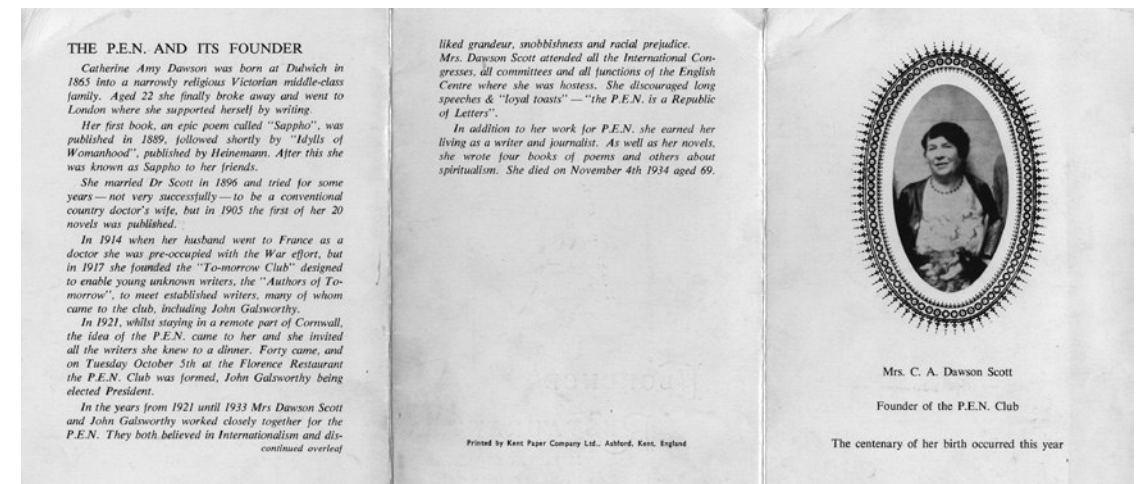 THE P.E.N. AND ITS FOUNDER
Catherine Amy Dawson was born at Dulwich in
1865 into a narrowly religious Victorian middle-class
family. Aged 22 she finally broke away and went to
London where she supported herself by writing.
Her first book, an epic poem called "Sappho", was
published in 1889, followed shortly by "Idylls of
Womanhood", published by Heinemann. After this she
was known as Sappho to her friends.
She married Dr Scott in 1896 and tried for some
years — not very successfully — to be a conventional
country doctor's wife, but in 1905 the first of her 20
novels was published.
In 1914 when her husband went to France as a
doctor she was pre-occupied with the War effort, but
in 1917 she founded the "To-morrow Club" designed
to enable young unknown writers, the "Authors of To-
morrow", to meet established writers, many of whom
came to the club, including John Galsworthy.
In 1921, whilst staying in a remote part of Cornwall,
the idea of the P.E.N. came to her and she invited
all the writers she knew to a dinner. Forty came, and
on Tuesday October 5th at the Florence Restaurant
the P.E.N. Club was formed, John Galsworthy being
elected President.
In the years from 1921 until 1933 Mrs Dawson Scott
and John Galsworthy worked closely together for the
P.E.N. They both believed in Internationalism and dis-
continued overleaf
liked grandeur, snobbishness and racial prejudice.
Mrs. Dawson Scott attended all the International Con-
gresses, all committees and all functions of the English
Centre where she was hostess. She discouraged long
speeches & "loyal toasts" — "the P.E.N. is a Republic
of Letters".
In addition to her work for P.E.N. she earned her
living as a writer and journalist. As well as her novels,
she wrote four books of poems and others about
spiritualism. She died on November 4th 1934 aged 69.
Printed by Kent Paper Company Ltd., Ashford, Kent, England
Mrs. C. A. Dawson Scott
Founder of the P.E.N. Club
The centenary of her birth occurred this year